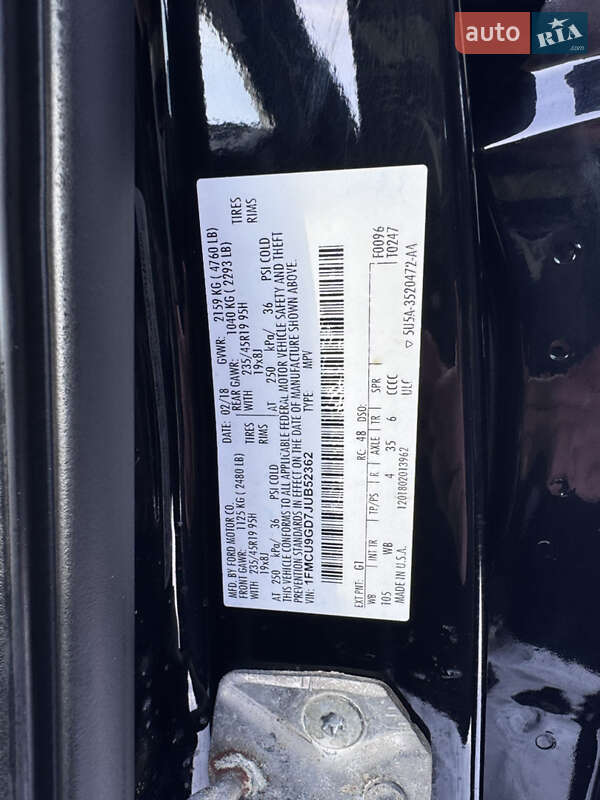 auto RIA .com
MFD. BY FORD MOTOR CO. DATE: 02/18 GVWR: 2159 KG ( 4760 LB)
FRONT GAWR: 1125 KG ( 2480 LB) REAR GAWR: 1040 KG ( 2293 LB)
WITH 235/45R19 95H TIRES WITH 235/45R19 95H TIRES
19x8J RIMS 19x8J RIMS
AT 250 kPa/ 36 PSI COLD AT 250 kPa/ 36 PSI COLD
THIS VEHICLE CONFORMS TO ALL APPLICABLE FEDERAL MOTOR VEHICLE SAFETY AND THEFT
PREVENTION STANDARDS IN EFFECT ON THE DATE OF MANUFACTURE SHOWN ABOVE.
VIN: 1FMCU9GD7JUB52362 TYPE: MPV
F0096
T0247
EXT PNT: G1 RC: 48 DSO:
WB INT TR TP/PS R AXLE TR SPR
105 WB 4 35 6 CCCC
MADE IN U.S.A. 1201802013962 ULF
▽ 5U5A-3520472-AA